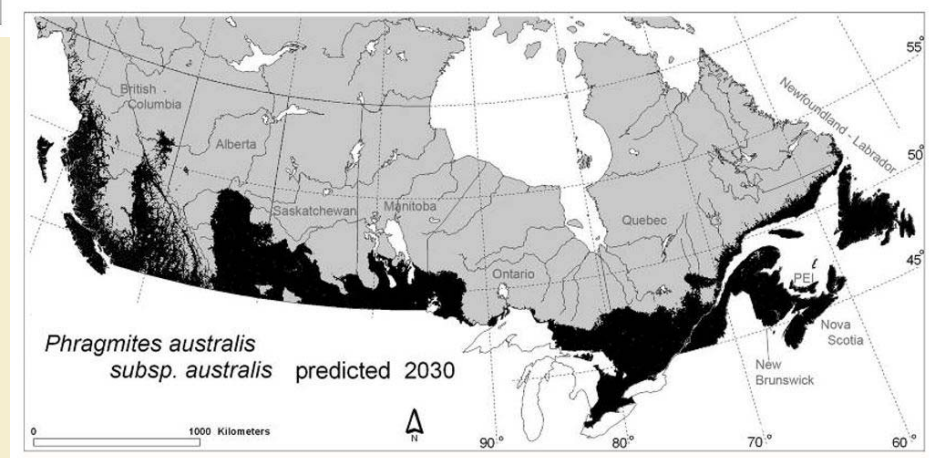 55°
British
Columbia
Newfoundland - Labrador
Alberta
50°
Saskatchewan
Manitoba
Quebec
45°
Ontario
PEI
Nova
Scotia
Phragmites australis
subsp. australis predicted 2030
New
Brunswick
0 1000 Kilometers
N
90°
80°
70°
60°